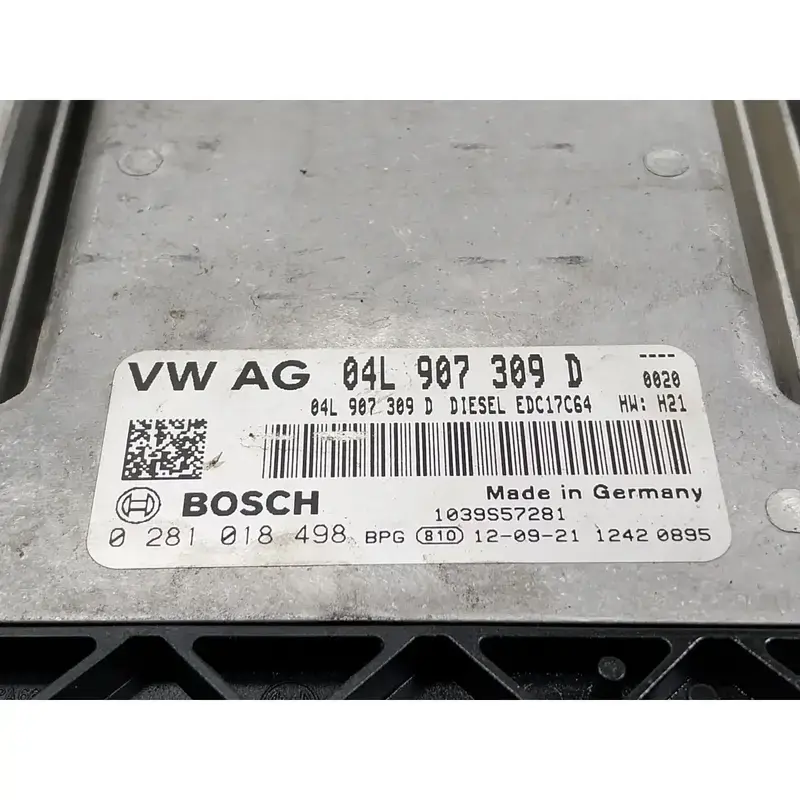 VW AG 04L 907 309 D ----
0020
04L 907 309 D DIESEL EDC17C64 HW: H21
BOSCH Made in Germany
1039S57281
0 281 018 498 BPG 810 12-09-21 1242 0895